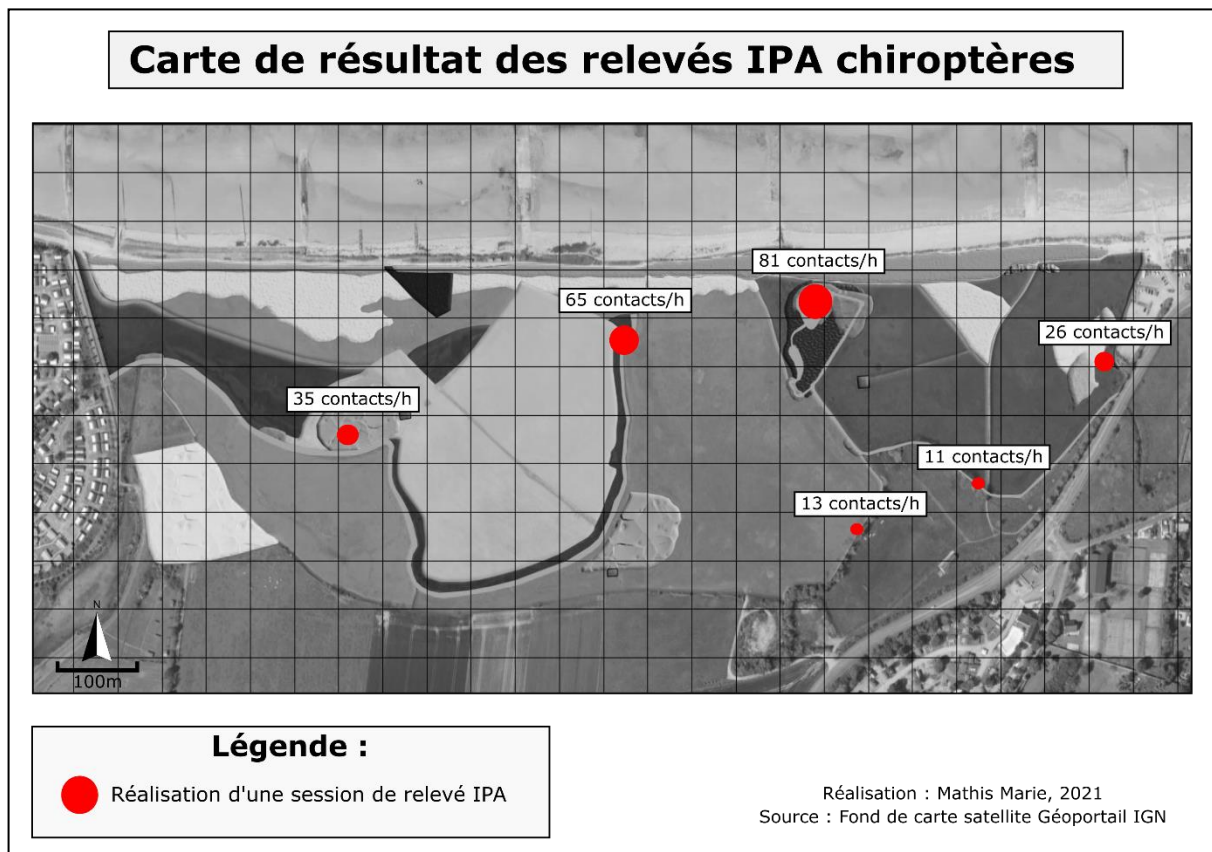 Carte de résultat des relevés IPA chiroptères
81 contacts/h
65 contacts/h
26 contacts/h
35 contacts/h
11 contacts/h
13 contacts/h
N
100m
Légende :
Réalisation d'une session de relevé IPA
Réalisation : Mathis Marie, 2021
Source : Fond de carte satellite Géoportail IGN